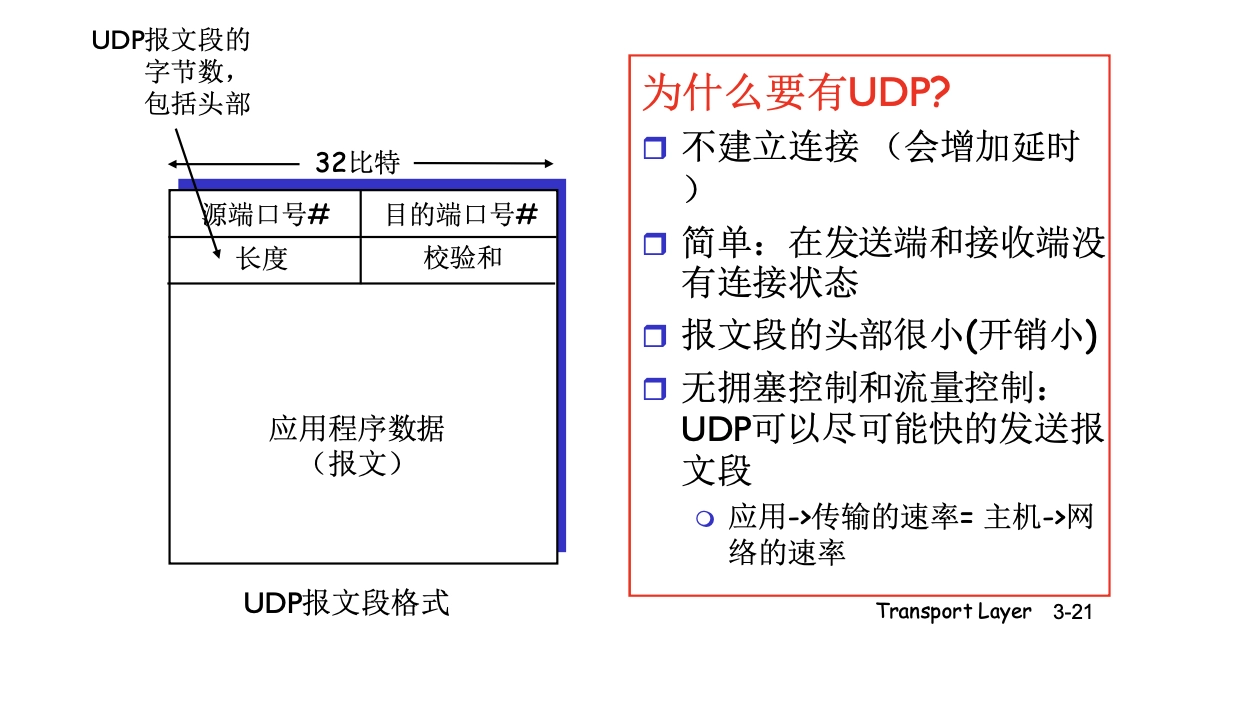 UDP报文段的
字节数，
包括头部
32比特
源端口号#
目的端口号#
长度
校验和
应用程序数据
（报文）
UDP报文段格式
为什么要有UDP?
不建立连接 （会增加延时
）
简单：在发送端和接收端没
有连接状态
报文段的头部很小(开销小)
无拥塞控制和流量控制：
UDP可以尽可能快的发送报
文段
应用->传输的速率= 主机->网
络的速率
Transport Layer 3-21